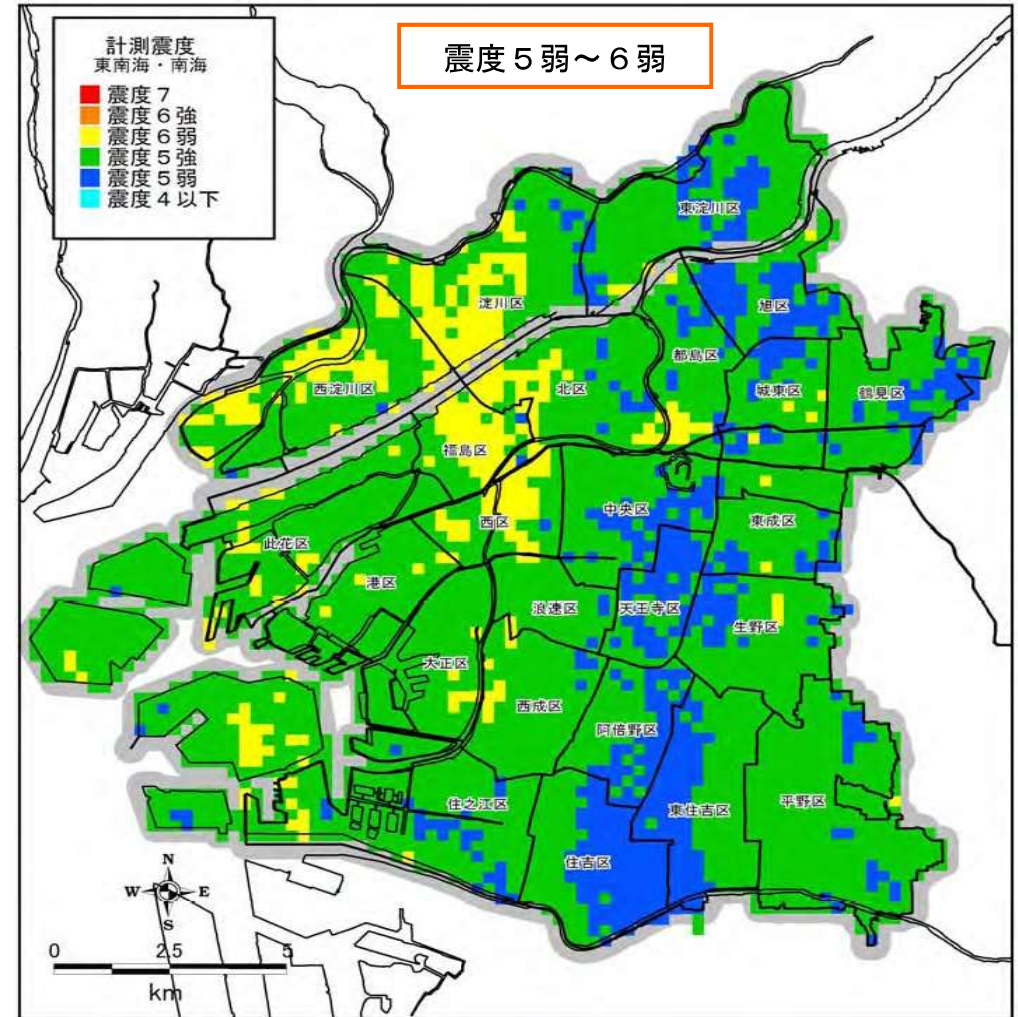 計測震度
東南海・南海
震度７
震度６強
震度６弱
震度５強
震度５弱
震度４以下
震度５弱～６弱
東淀川区
淀川区
旭区
都島区
西淀川区
北区
城東区
鶴見区
福島区
中央区
西区
東成区
此花区
港区
浪速区
天王寺区
生野区
大正区
西成区
阿倍野区
住之江区
東住吉区
平野区
住吉区
N
W E
S
0 2.5 5
km